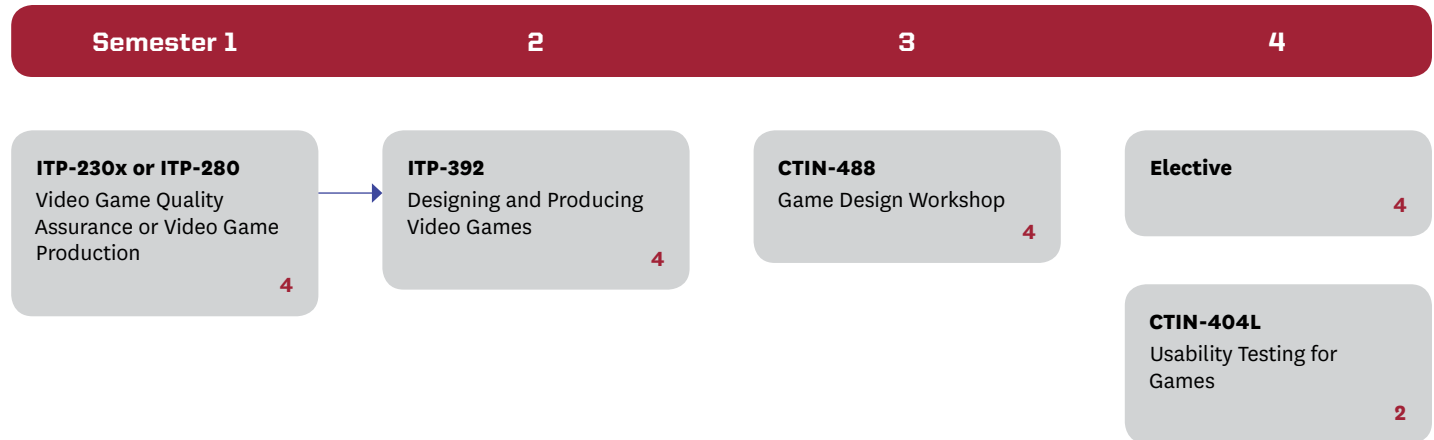 Semester 1 2 3 4
ITP-230x or ITP-280
Video Game Quality
Assurance or Video Game
Production
4
ITP-392
Designing and Producing
Video Games
4
CTIN-488
Game Design Workshop
4
Elective
4
CTIN-404L
Usability Testing for
Games
2